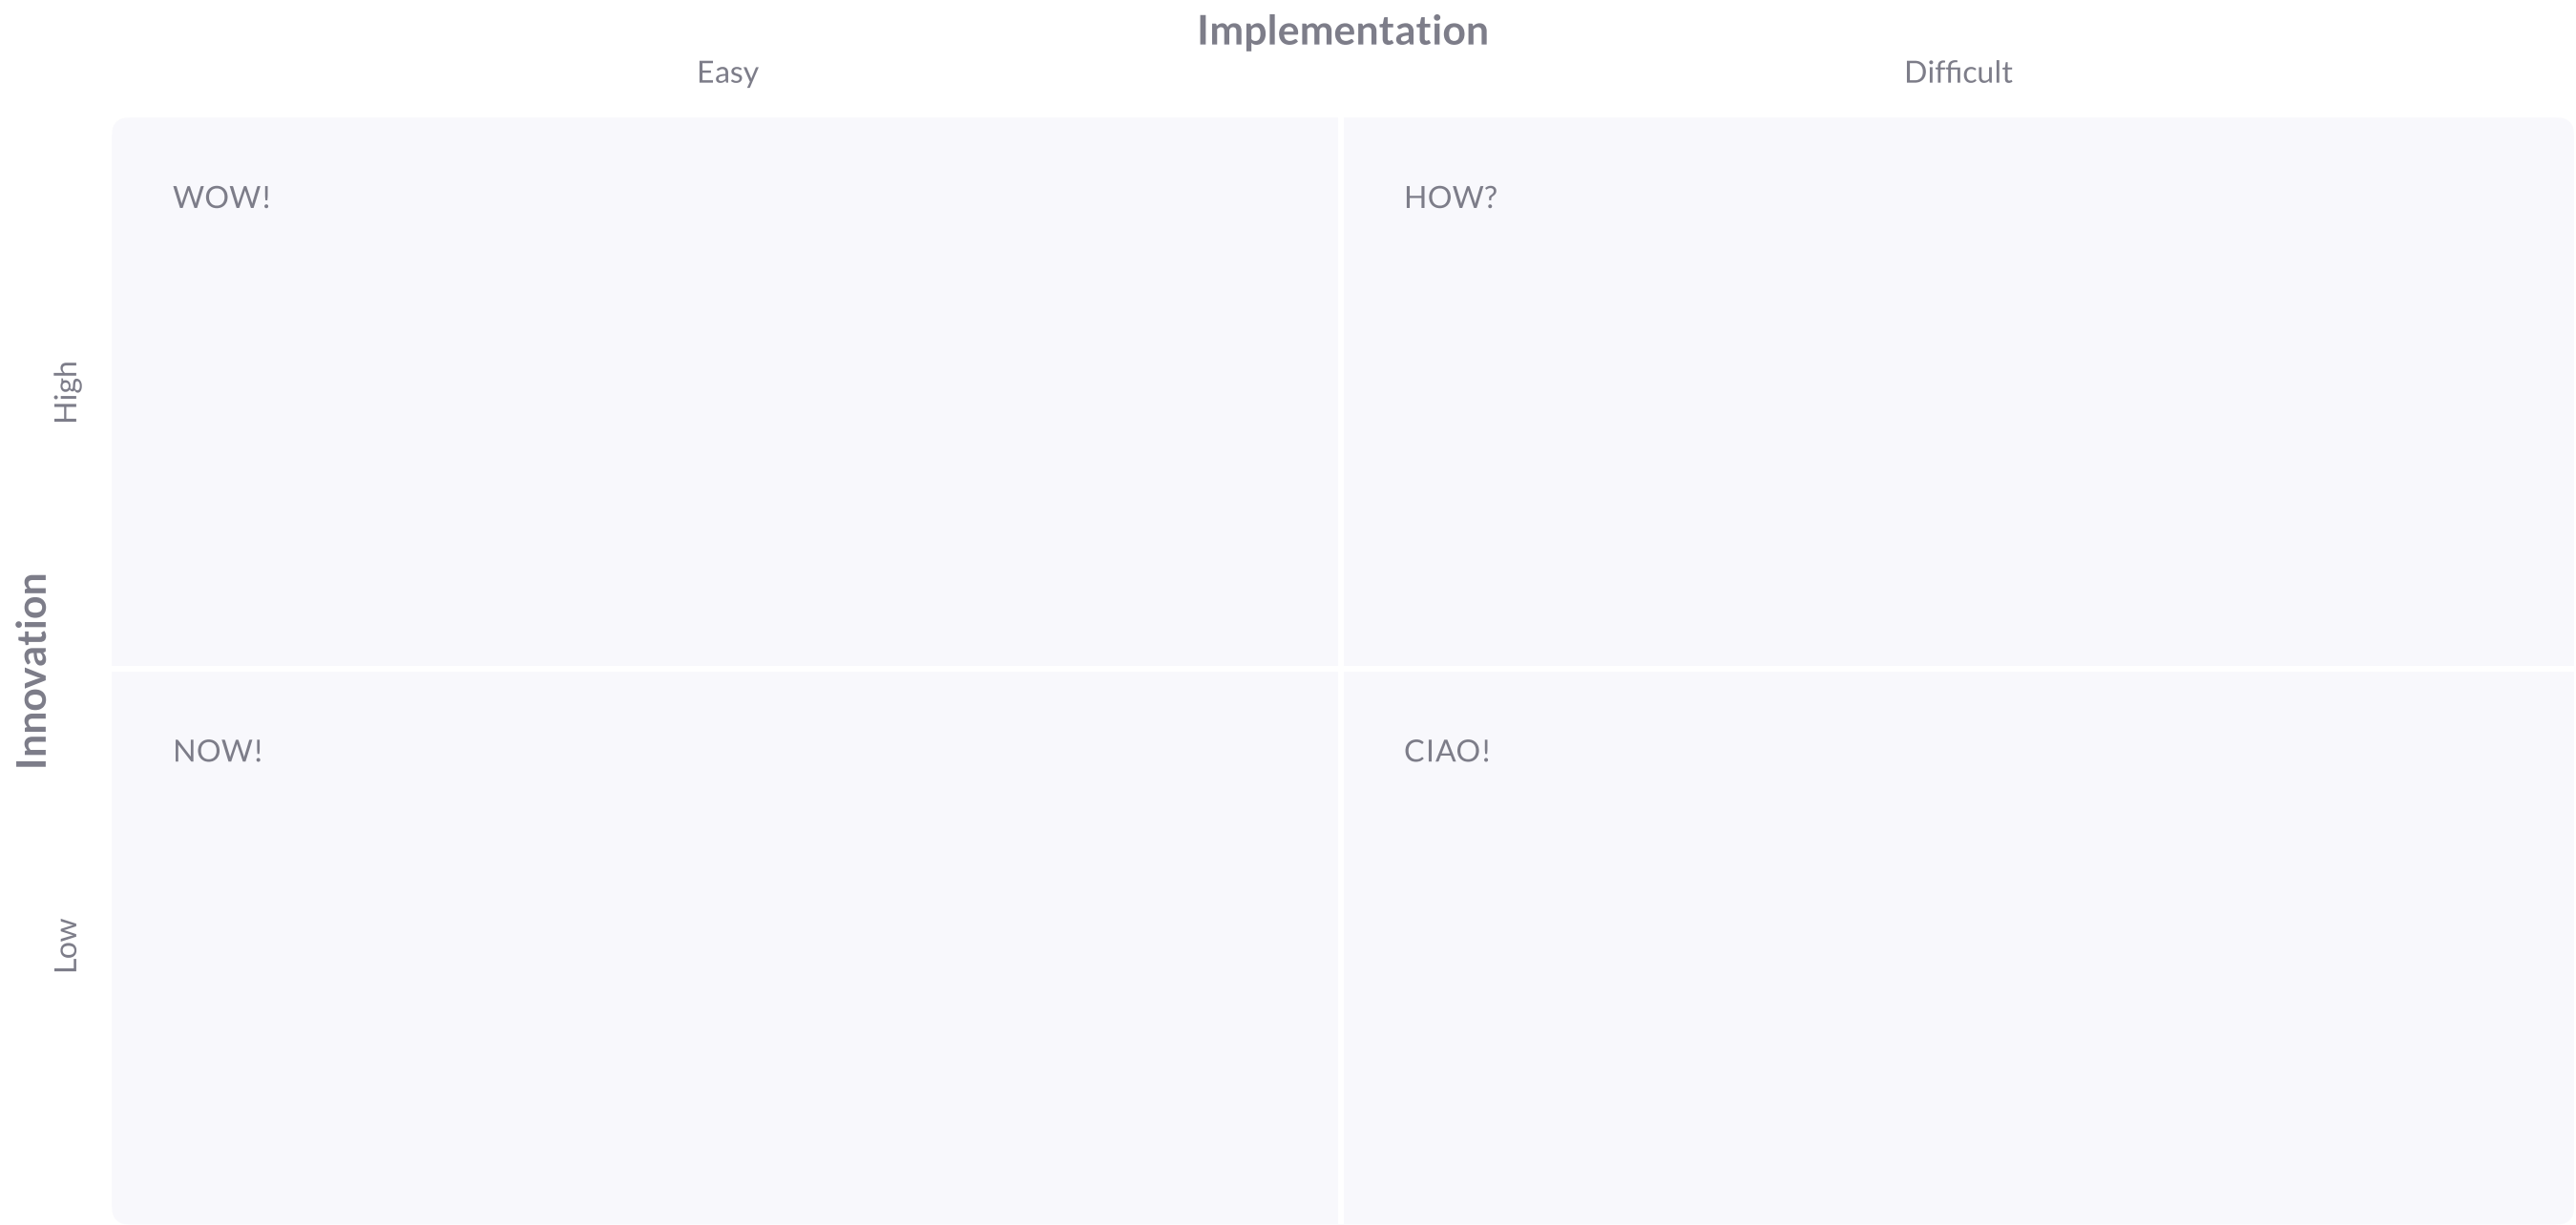 Implementation
Easy
Difficult
WOW!
HOW?
High
Innovation
NOW!
CIAO!
Low